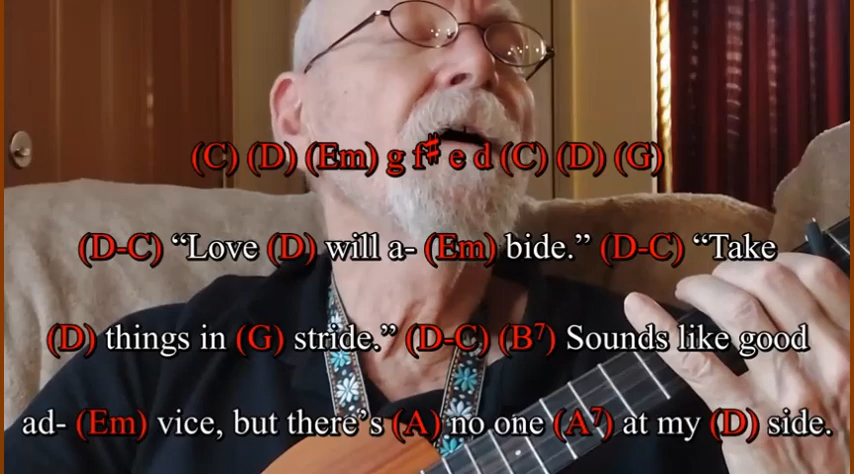 (C) (D) (Em) g f♯ e d (C) (D) (G)
(D-C) “Love (D) will a- (Em) bide.” (D-C) “Take
(D) things in (G) stride.” (D-C) (B⁷) Sounds like good
ad- (Em) vice, but there’s (A) no one (A⁷) at my (D) side.